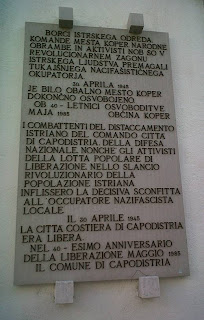 BORCI ISTRSKEGA ODREDA,
KOMANDE MESTA KOPER NARODNE
OBRAMBE IN AKTIVISTI NOB SO V
REVOLUCIONARNEM ZAGONU
ISTRSKEGA LJUDSTVA PREMAGALI
TUKAJŠNJEGA NACIFAŠISTIČNEGA
OKUPATORJA.
30 APRILA 1945
JE BILO OBALNO MESTO KOPER
DOKONČNO OSVOBOJENO
OB 40-LETNICI OSVOBODITVE
MAJA 1985 OBČINA KOPER
I COMBATTENTI DEL DISTACCAMENTO
ISTRIANO DEL COMANDO CITTÀ
DI CAPODISTRIA, DELLA DIFESA
NAZIONALE, NONCHE GLI ATTIVISTI
DELLA LOTTA POPOLARE DI
LIBERAZIONE NELLO SLANCIO
RIVOLUZIONARIO DELLA
POPOLAZIONE ISTRIANA
INFLISSERO LA DECISIVA SCONFITTA
ALL'OCCUPATORE NAZIFASCISTA
LOCALE.
IL 30 APRILE 1945
LA CITTA COSTIERA DI CAPODISTRIA
ERA LIBERA
NEL 40-ESIMO ANNIVERSARIO
DELLA LIBERAZIONE MAGGIO 1985
IL COMUNE DI CAPODISTRIA